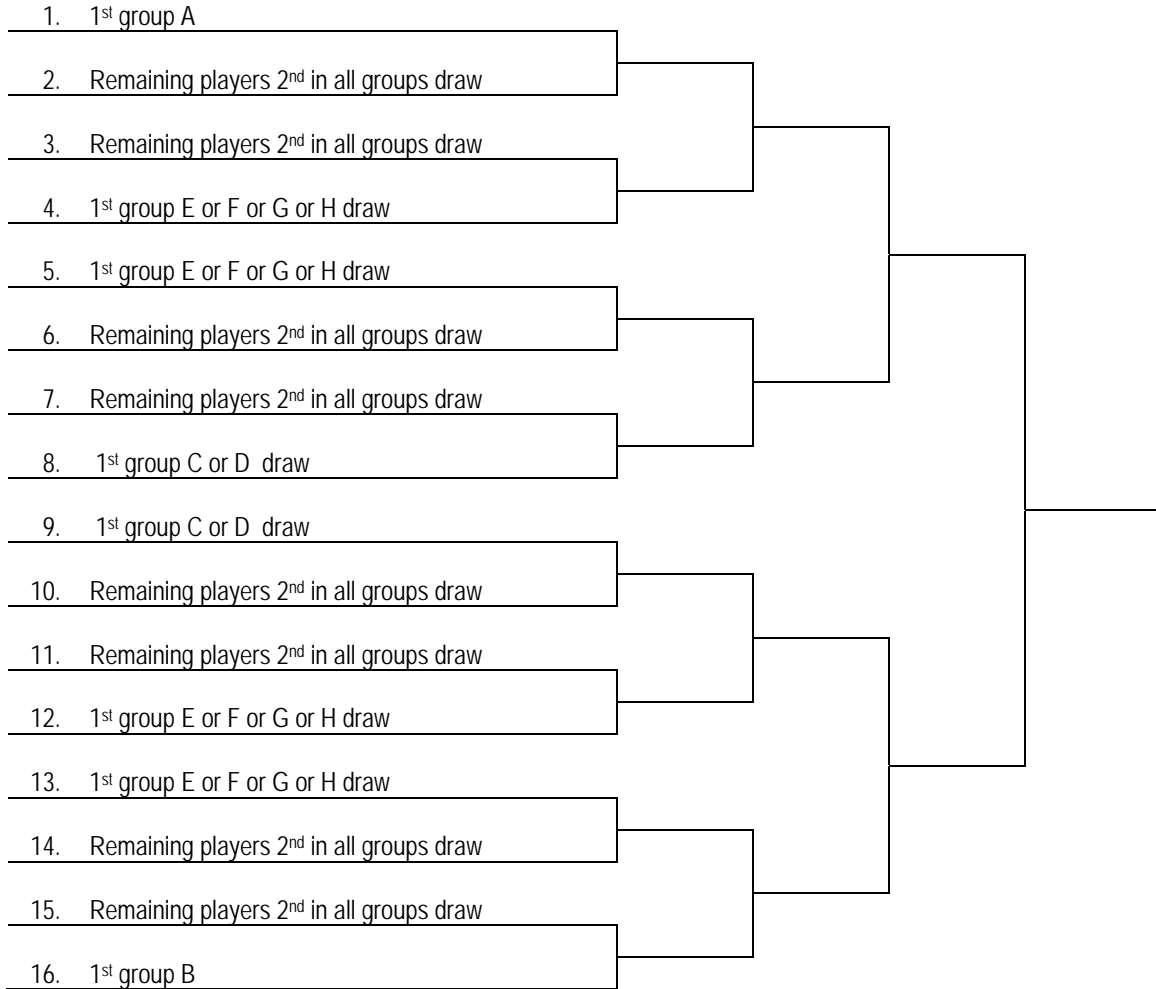 1. 1st group A
2. Remaining players 2nd in all groups draw
3. Remaining players 2nd in all groups draw
4. 1st group E or F or G or H draw
5. 1st group E or F or G or H draw
6. Remaining players 2nd in all groups draw
7. Remaining players 2nd in all groups draw
8. 1st group C or D draw
9. 1st group C or D draw
10. Remaining players 2nd in all groups draw
11. Remaining players 2nd in all groups draw
12. 1st group E or F or G or H draw
13. 1st group E or F or G or H draw
14. Remaining players 2nd in all groups draw
15. Remaining players 2nd in all groups draw
16. 1st group B